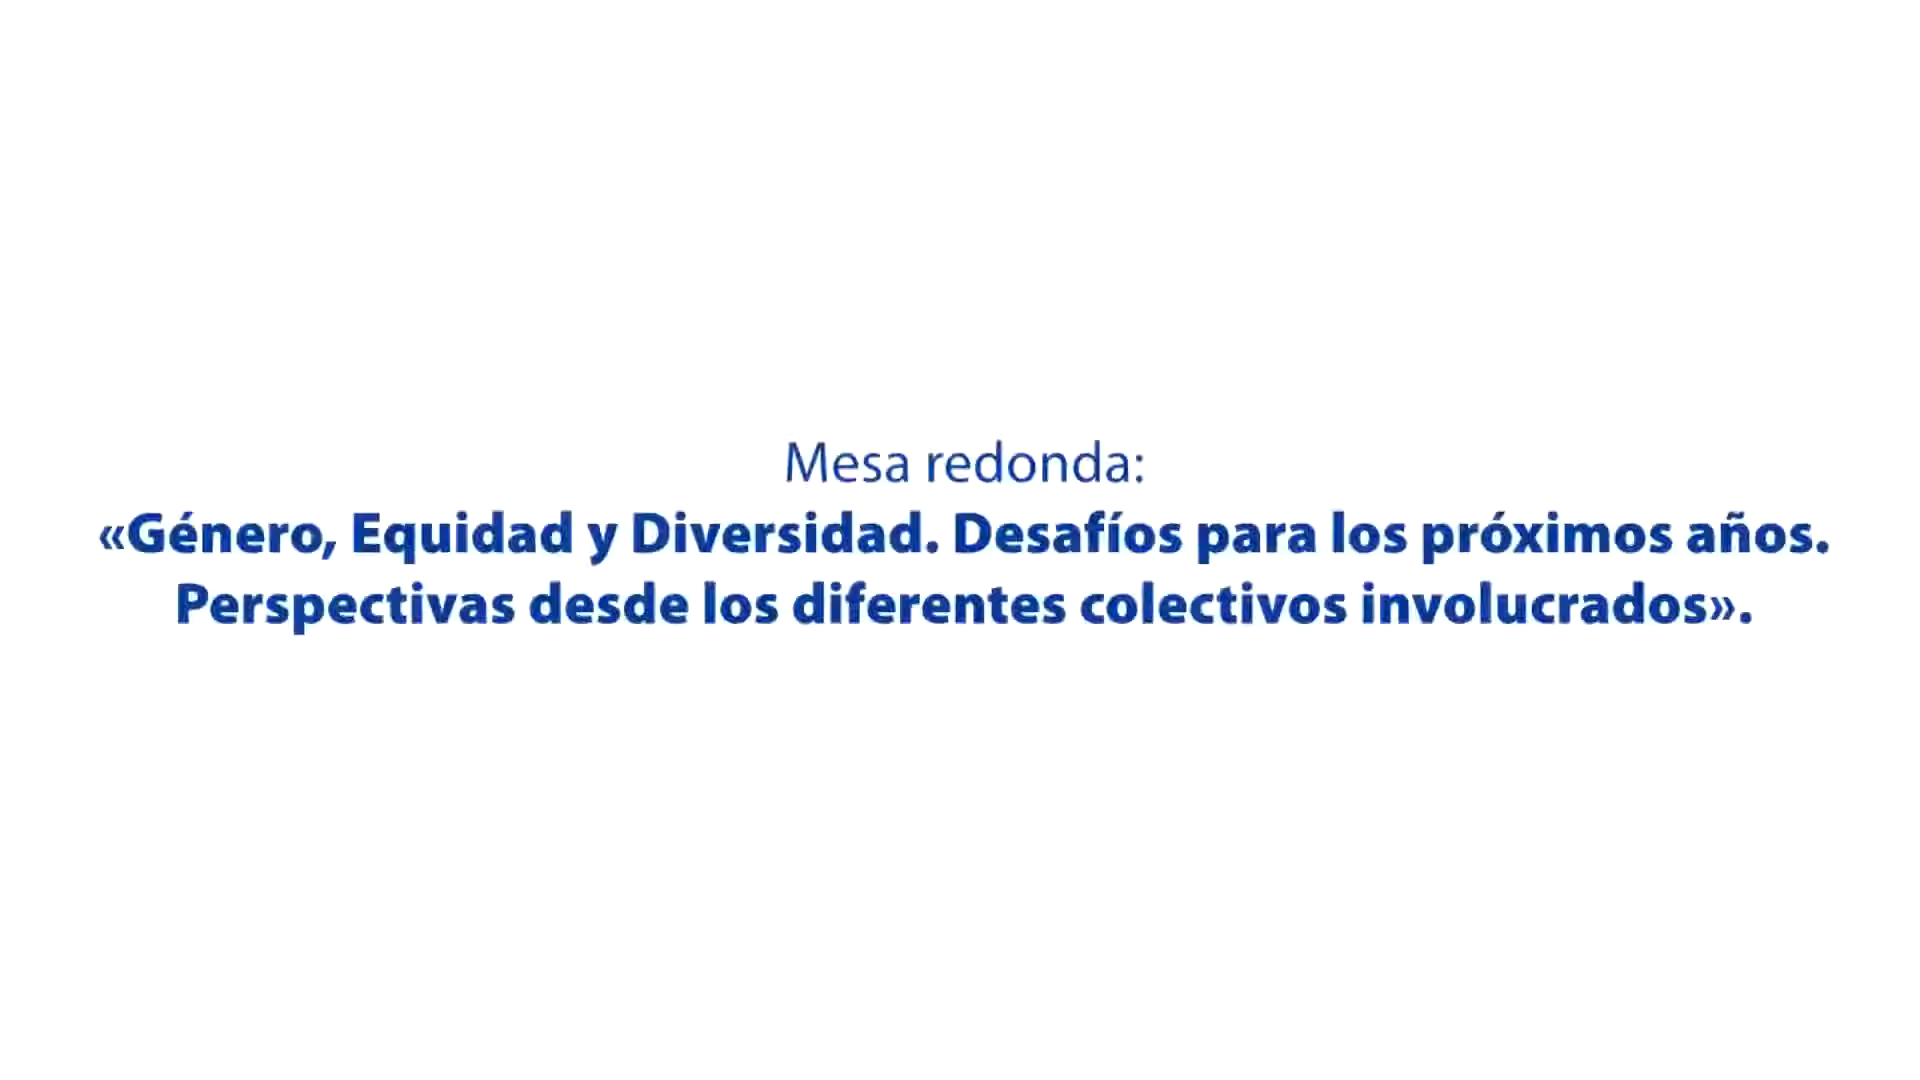 Mesa redonda:
«Género, Equidad y Diversidad. Desafíos para los próximos años.
Perspectivas desde los diferentes colectivos involucrados».